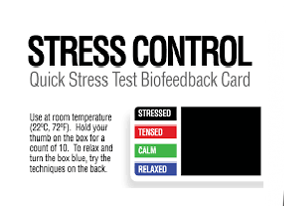 STRESS CONTROL
Quick Stress Test Biofeedback Card
Use at room temperature
(22°C, 72°F). Hold your
thumb on the box for a
count of 10. To relax and
turn the box blue, try the
techniques on the back.
STRESSED
TENSED
CALM
RELAXED